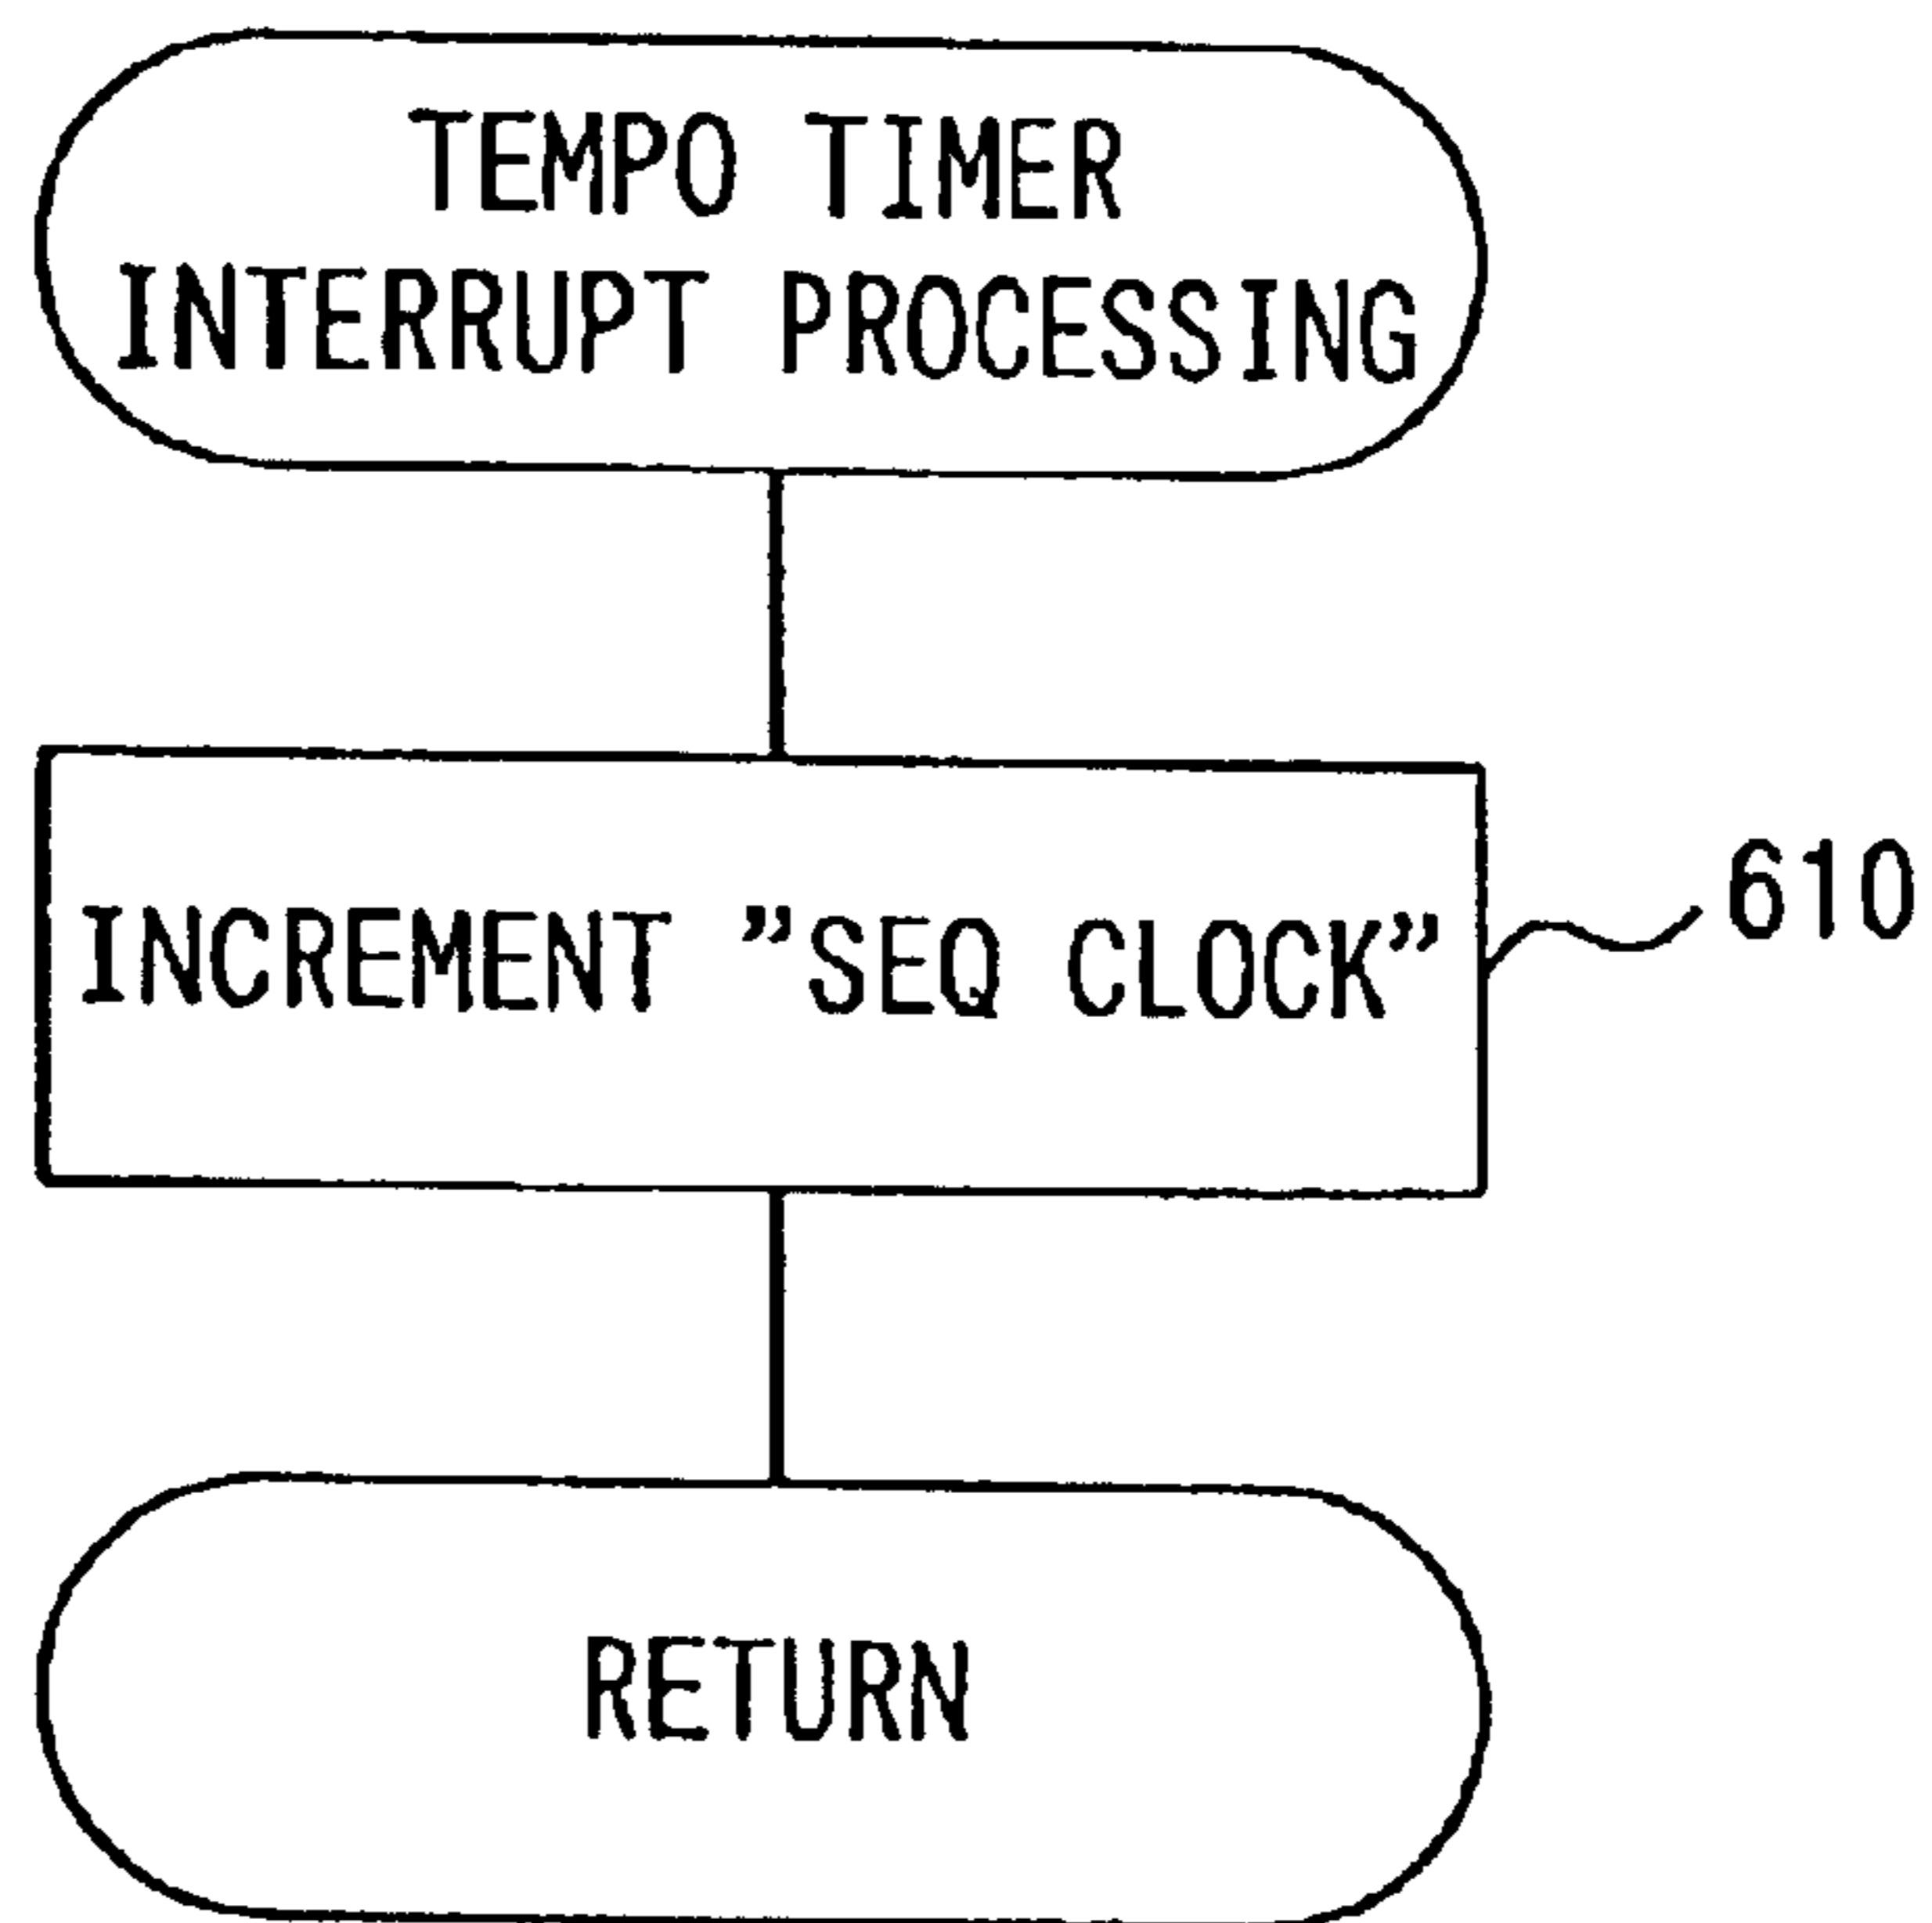 TEMPO TIMER
INTERRUPT PROCESSING
INCREMENT ”SEQ CLOCK”
610
RETURN